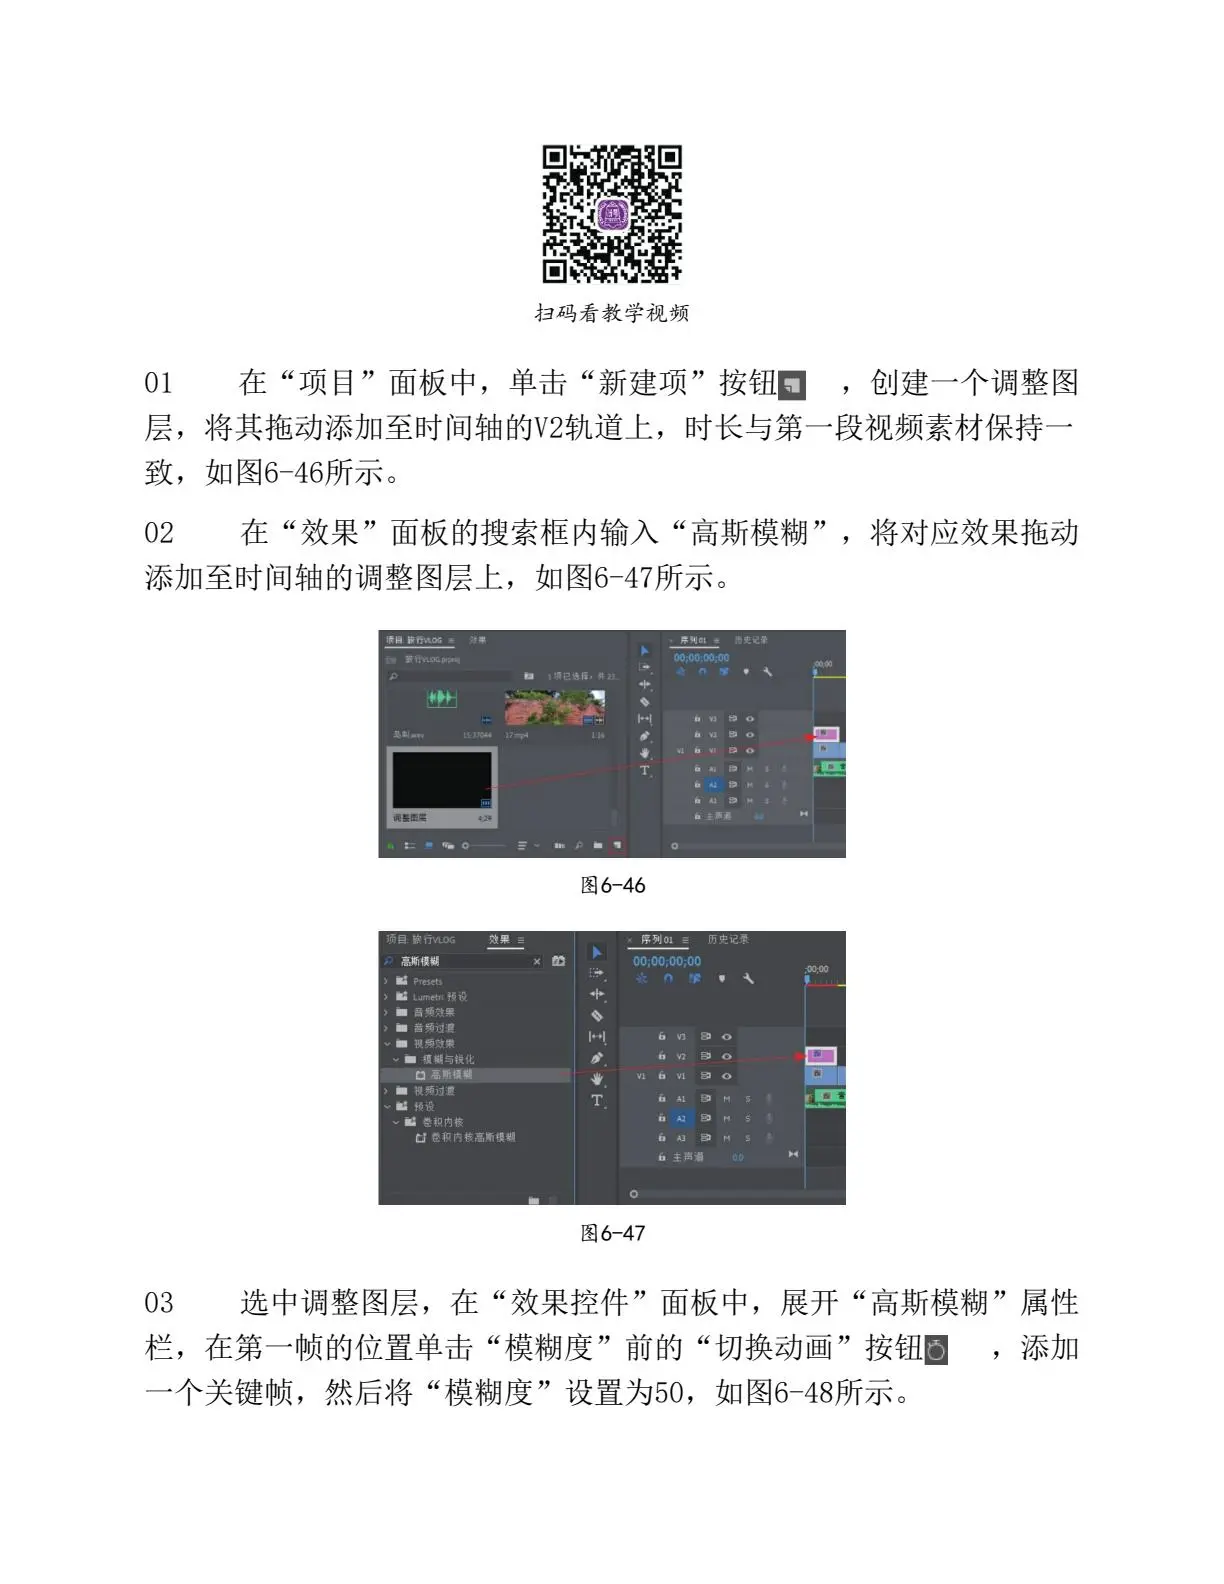 扫码看教学视频
01 在“项目”面板中，单击“新建项”按钮 ，创建一个调整图
层，将其拖动添加至时间轴的V2轨道上，时长与第一段视频素材保持一
致，如图6-46所示。
02 在“效果”面板的搜索框内输入“高斯模糊”，将对应效果拖动
添加至时间轴的调整图层上，如图6-47所示。
项目: 旅行VLOG ≡ 效果
旅行VLOG.prproj
1 项已选择，共 23...
鸟叫.wav 15:37044 17.mp4 1:16
调整图层 4;29
× 序列01 ≡ 历史记录
00;00;00;00
;00;00
V3
V2
V1 V1
A1 M S
A2 M S
A3 M S
主声道 0.0
图6-46
项目: 旅行VLOG 效果 ≡
高斯模糊 ×
Presets
Lumetri 预设
音频效果
音频过渡
视频效果
模糊与锐化
高斯模糊
视频过渡
预设
卷积内核
卷积内核高斯模糊
× 序列01 ≡ 历史记录
00;00;00;00
;00;00
V3
V2
V1 V1
A1 M S
A2 M S
A3 M S
主声道 0.0
图6-47
03 选中调整图层，在“效果控件”面板中，展开“高斯模糊”属性
栏，在第一帧的位置单击“模糊度”前的“切换动画”按钮 ，添加
一个关键帧，然后将“模糊度”设置为50，如图6-48所示。